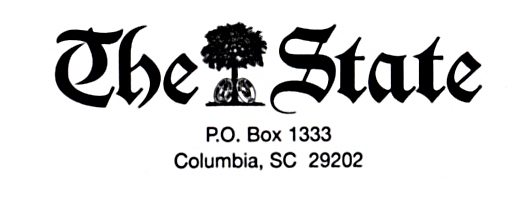 The State
P.O. Box 1333
Columbia, SC 29202